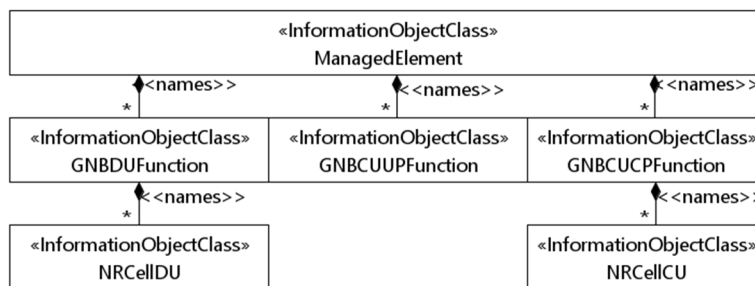 «InformationObjectClass»
ManagedElement
<<names>> <<names>> <<names>>
* * *
«InformationObjectClass» «InformationObjectClass» «InformationObjectClass»
GNBDUFunction GNBCUUPFunction GNBCUCPFunction
<<names>> <<names>>
* *
«InformationObjectClass» «InformationObjectClass»
NRCellDU NRCellCU